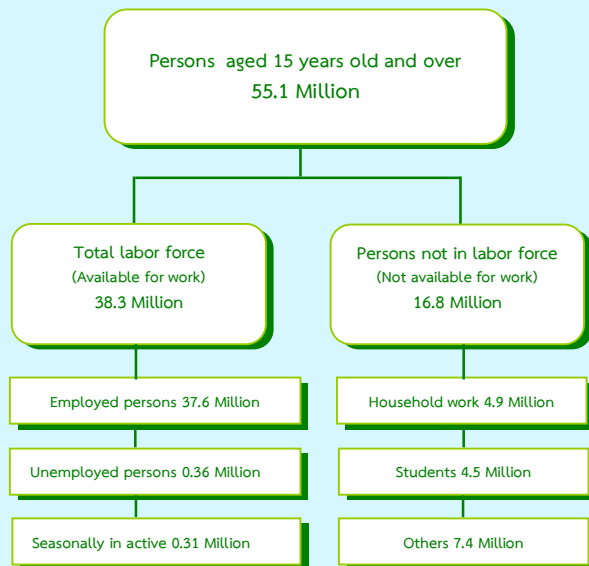 Persons aged 15 years old and over
55.1 Million
Total labor force
(Available for work)
38.3 Million
Persons not in labor force
(Not available for work)
16.8 Million
Employed persons 37.6 Million
Household work 4.9 Million
Unemployed persons 0.36 Million
Students 4.5 Million
Seasonally in active 0.31 Million
Others 7.4 Million